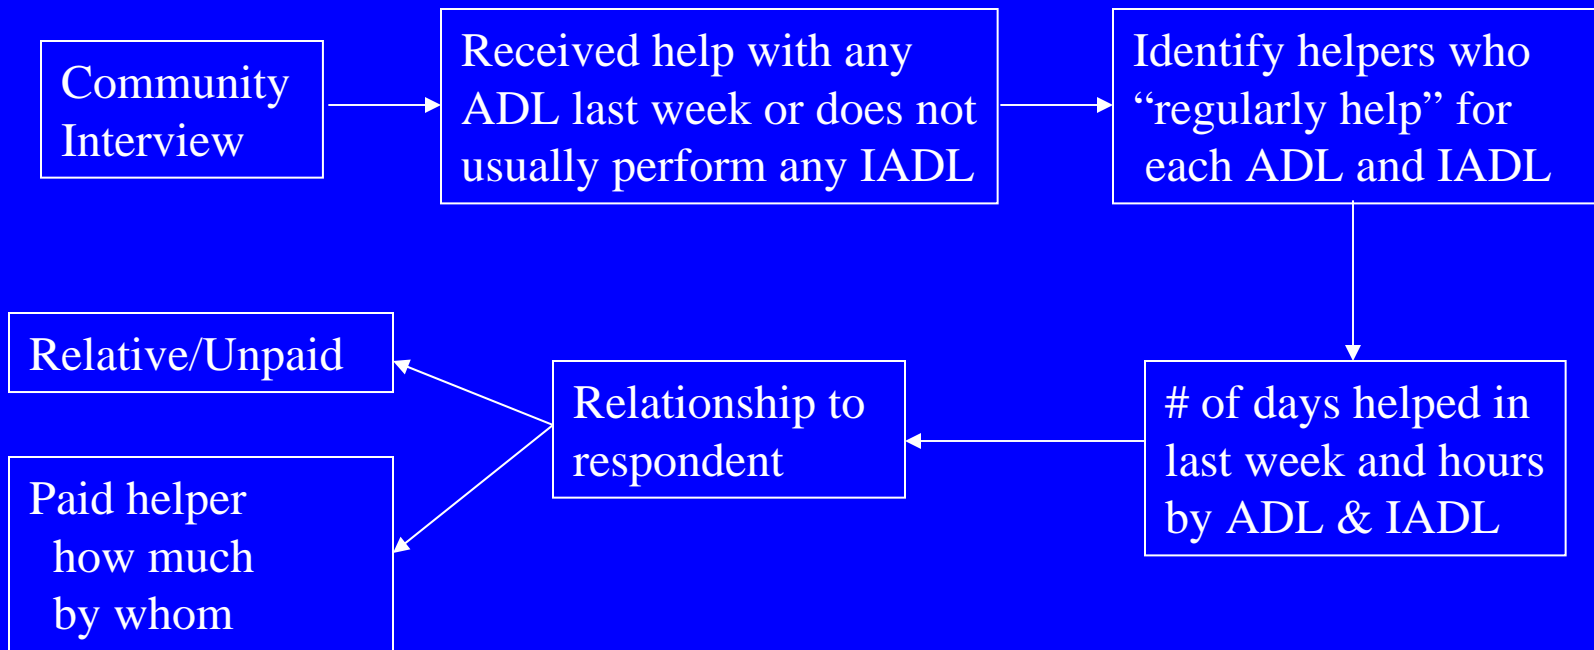 Community
Interview
Received help with any
ADL last week or does not
usually perform any IADL
Identify helpers who
“regularly help” for
each ADL and IADL
# of days helped in
last week and hours
by ADL & IADL
Relationship to
respondent
Relative/Unpaid
Paid helper
how much
by whom